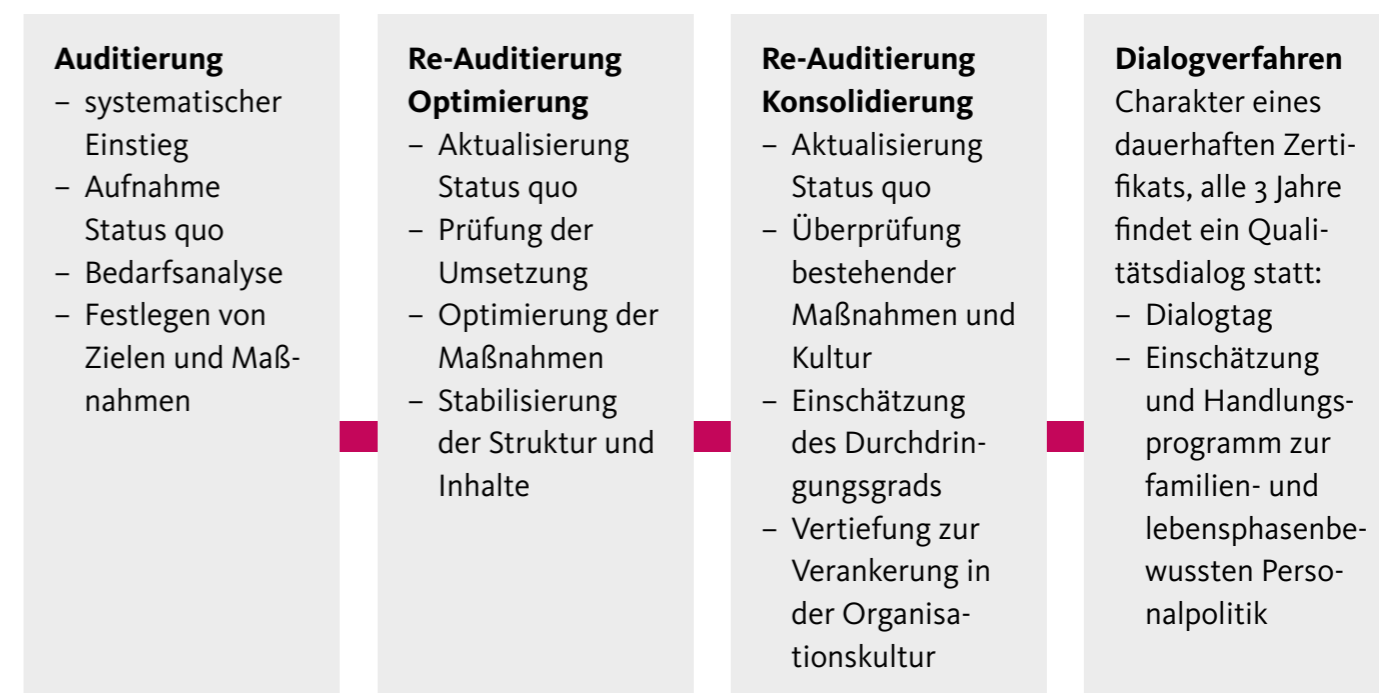 Auditierung
– systematischer
Einstieg
– Aufnahme
Status quo
– Bedarfsanalyse
– Festlegen von
Zielen und Maß-
nahmen
Re-Auditierung
Optimierung
– Aktualisierung
Status quo
– Prüfung der
Umsetzung
– Optimierung der
Maßnahmen
– Stabilisierung
der Struktur und
Inhalte
Re-Auditierung
Konsolidierung
– Aktualisierung
Status quo
– Überprüfung
bestehender
Maßnahmen und
Kultur
– Einschätzung
des Durchdrin-
gungsgrads
– Vertiefung zur
Verankerung in
der Organisa-
tionskultur
Dialogverfahren
Charakter eines
dauerhaften Zerti-
fikats, alle 3 Jahre
findet ein Quali-
tätsdialog statt:
– Dialogtag
– Einschätzung
und Handlungs-
programm zur
familien- und
lebensphasenbe-
wussten Perso-
nalpolitik